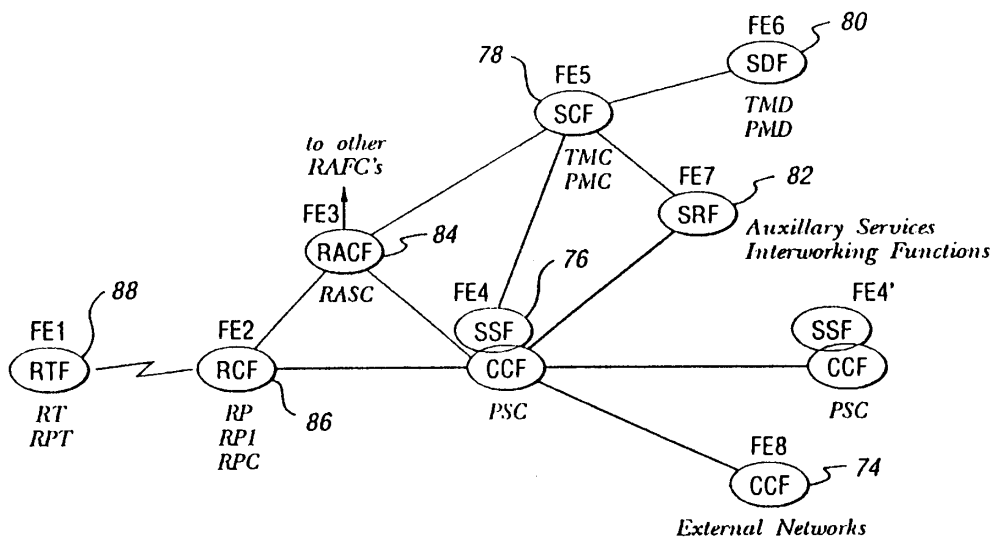 FE6
80
SDF
TMD
PMD
78
FE5
SCF
TMC
PMC
to other
RAFC's
FE3
RACF
84
RASC
FE7
82
SRF
Auxillary Services
Interworking Functions
76
FE4
SSF
CCF
PSC
FE4'
SSF
CCF
PSC
88
FE1
RTF
RT
RPT
FE2
RCF
86
RP
RPI
RPC
FE8
74
CCF
External Networks